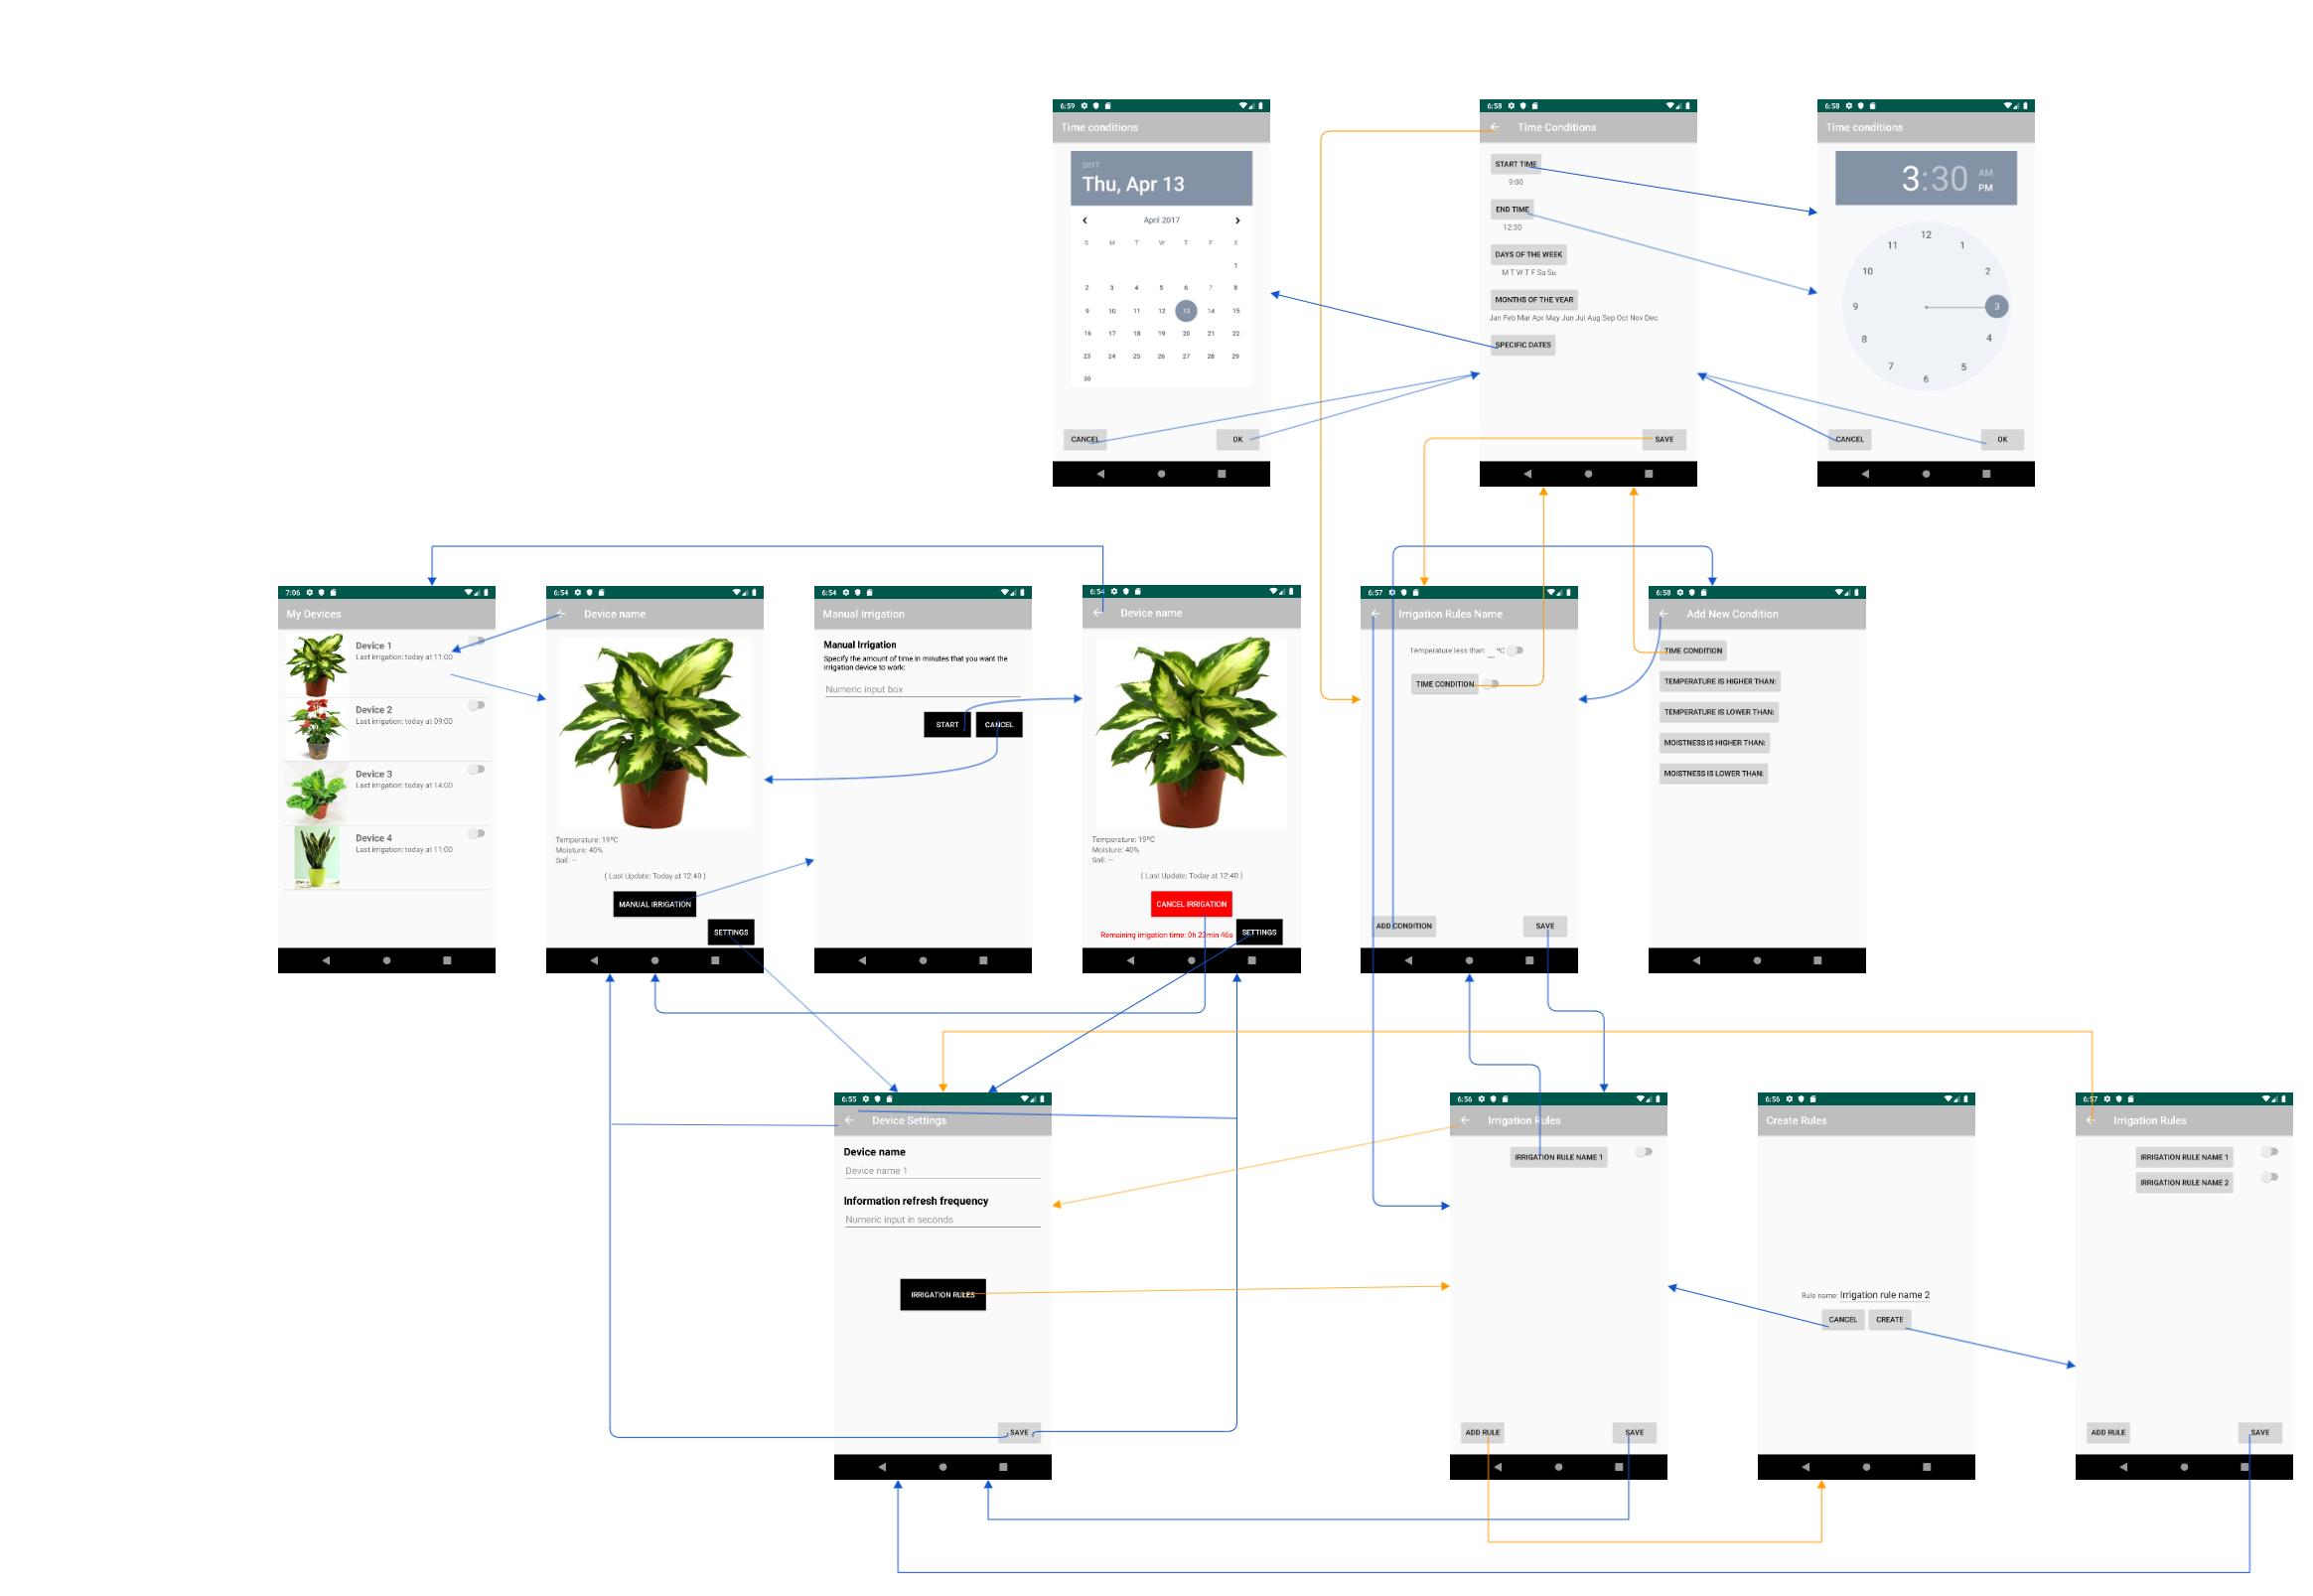 6:59
Time conditions
2017
Thu, Apr 13
April 2017
S M T W T F S
1
2 3 4 5 6 7 8
9 10 11 12 13 14 15
16 17 18 19 20 21 22
23 24 25 26 27 28 29
30
CANCEL OK
6:58
Time Conditions
START TIME
9:00
END TIME
12:30
DAYS OF THE WEEK
M T W T F Sa Su
MONTHS OF THE YEAR
Jan Feb Mar Apr May Jun Jul Aug Sep Oct Nov Dec
SPECIFIC DATES
SAVE
6:58
Time conditions
3:30 AM
PM
12
11 1
10 2
9 3
8 4
7 5
6
CANCEL OK
7:06
My Devices
Device 1
Last irrigation: today at 11:00
Device 2
Last irrigation: today at 09:00
Device 3
Last irrigation: today at 14:00
Device 4
Last irrigation: today at 11:00
6:54
Device name
Temperature: 19ºC
Moisture: 40%
Soil: --
( Last Update: Today at 12:40 )
MANUAL IRRIGATION
SETTINGS
6:54
Manual Irrigation
Manual Irrigation
Specify the amount of time in minutes that you want the
irrigation device to work:
Numeric input box
START CANCEL
6:54
Device name
Temperature: 19ºC
Moisture: 40%
Soil: --
( Last Update: Today at 12:40 )
CANCEL IRRIGATION
Remaining irrigation time: 0h 23min 46s SETTINGS
6:57
Irrigation Rules Name
Temperature less than: __ ºC
TIME CONDITION
ADD CONDITION SAVE
6:58
Add New Condition
TIME CONDITION
TEMPERATURE IS HIGHER THAN:
TEMPERATURE IS LOWER THAN:
MOISTNESS IS HIGHER THAN:
MOISTNESS IS LOWER THAN:
6:55
Device Settings
Device name
Device name 1
Information refresh frequency
Numeric input in seconds
IRRIGATION RULES
SAVE
6:56
Irrigation Rules
IRRIGATION RULE NAME 1
ADD RULE SAVE
6:56
Create Rules
Rule name: Irrigation rule name 2
CANCEL CREATE
6:57
Irrigation Rules
IRRIGATION RULE NAME 1
IRRIGATION RULE NAME 2
ADD RULE SAVE